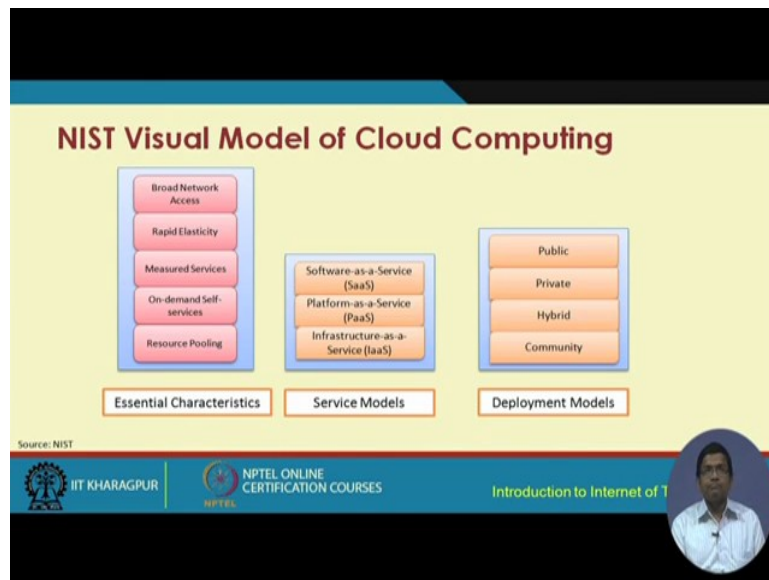 NIST Visual Model of Cloud Computing
Broad Network
Access
Rapid Elasticity
Measured Services
On-demand Self-
services
Resource Pooling
Essential Characteristics
Software-as-a-Service
(SaaS)
Platform-as-a-Service
(PaaS)
Infrastructure-as-a-
Service (IaaS)
Service Models
Public
Private
Hybrid
Community
Deployment Models
Source: NIST
IIT KHARAGPUR
NPTEL
NPTEL ONLINE
CERTIFICATION COURSES
Introduction to Internet of T